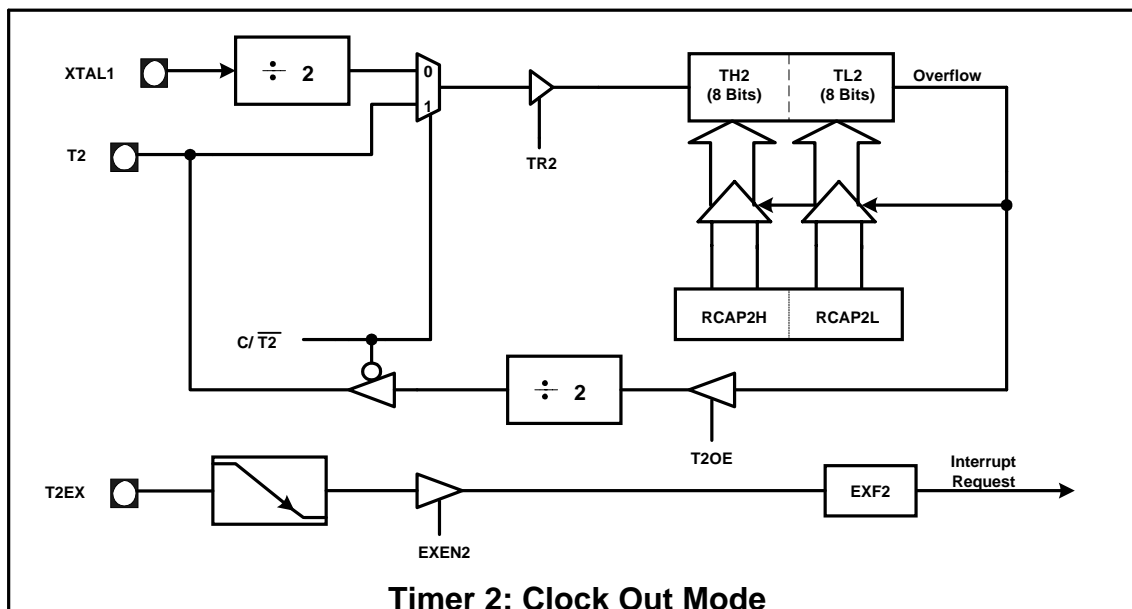 XTAL1
÷ 2
0
1
TH2
(8 Bits)
TL2
(8 Bits)
Overflow
T2
TR2
RCAP2H
RCAP2L
C/ T2̅
÷ 2
T2OE
T2EX
EXEN2
EXF2
Interrupt
Request
Timer 2: Clock Out Mode